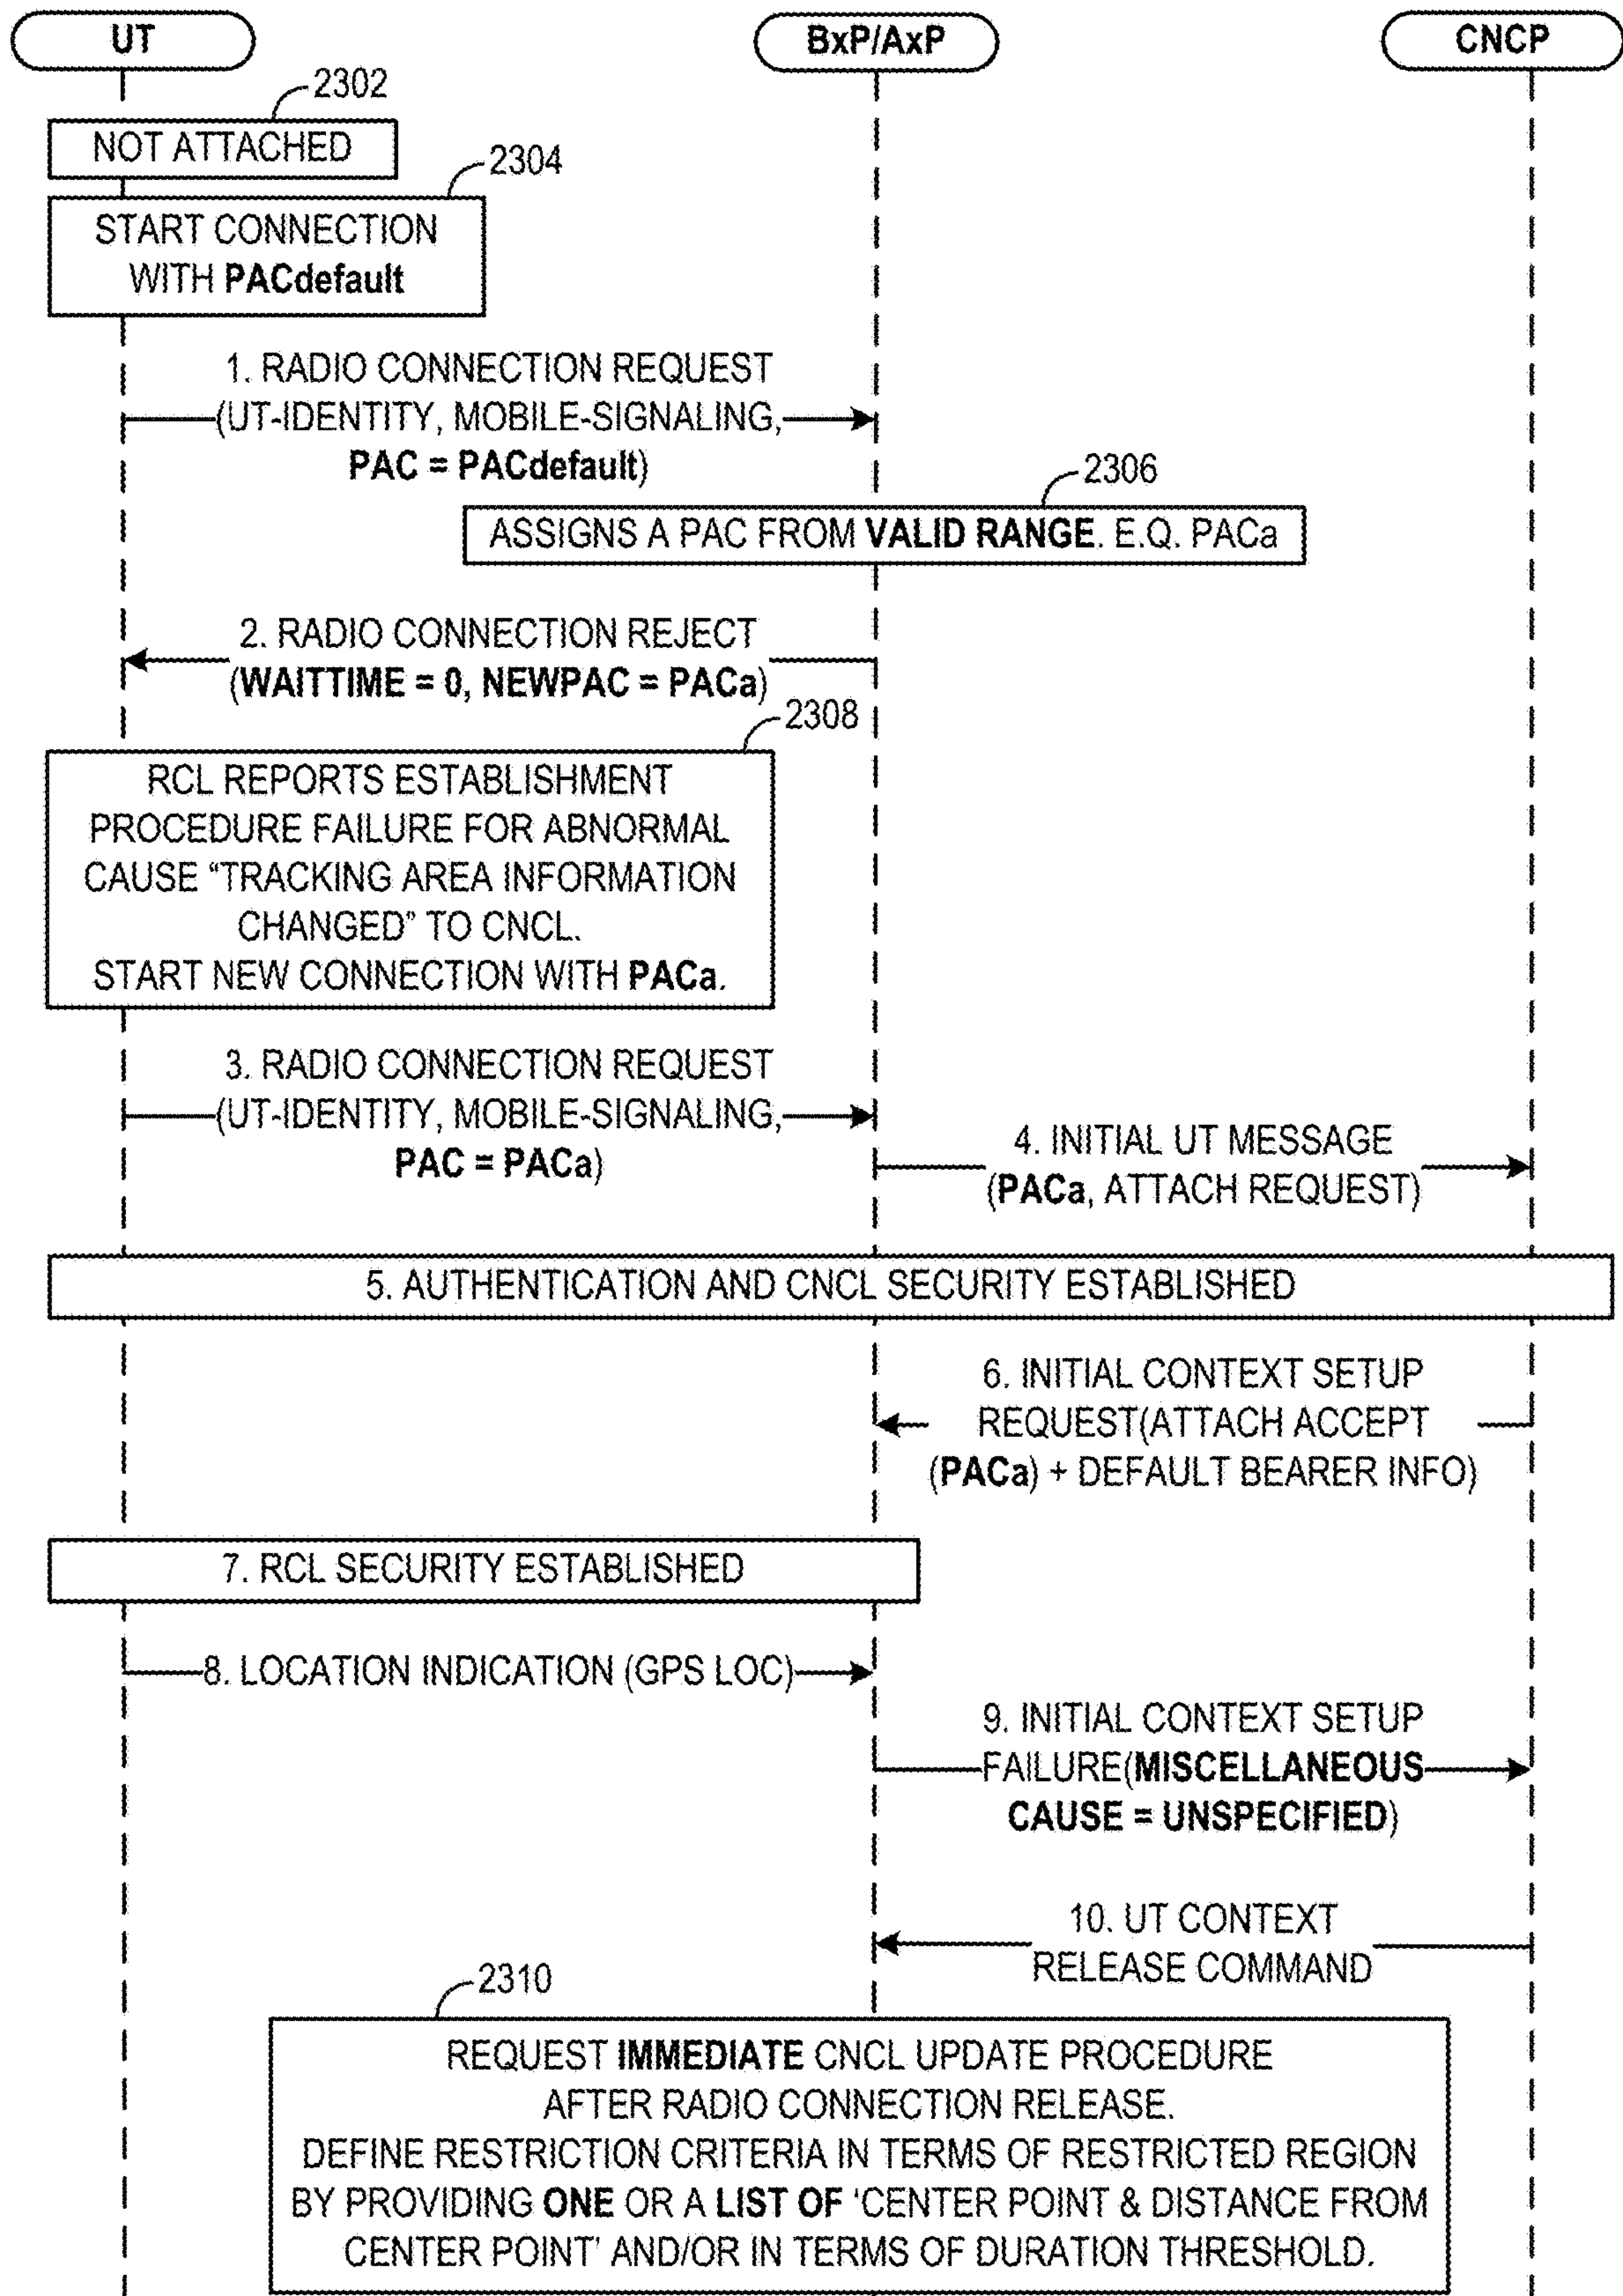 UT
BxP/AxP
CNCP
2302
NOT ATTACHED
2304
START CONNECTION
WITH PACdefault
1. RADIO CONNECTION REQUEST
(UT-IDENTITY, MOBILE-SIGNALING,
PAC = PACdefault)
2306
ASSIGNS A PAC FROM VALID RANGE. E.Q. PACa
2. RADIO CONNECTION REJECT
(WAITTIME = 0, NEWPAC = PACa)
2308
RCL REPORTS ESTABLISHMENT
PROCEDURE FAILURE FOR ABNORMAL
CAUSE “TRACKING AREA INFORMATION
CHANGED” TO CNCL.
START NEW CONNECTION WITH PACa.
3. RADIO CONNECTION REQUEST
(UT-IDENTITY, MOBILE-SIGNALING,
PAC = PACa)
4. INITIAL UT MESSAGE
(PACa, ATTACH REQUEST)
5. AUTHENTICATION AND CNCL SECURITY ESTABLISHED
6. INITIAL CONTEXT SETUP
REQUEST(ATTACH ACCEPT
(PACa) + DEFAULT BEARER INFO)
7. RCL SECURITY ESTABLISHED
8. LOCATION INDICATION (GPS LOC)
9. INITIAL CONTEXT SETUP
FAILURE(MISCELLANEOUS
CAUSE = UNSPECIFIED)
10. UT CONTEXT
RELEASE COMMAND
2310
REQUEST IMMEDIATE CNCL UPDATE PROCEDURE
AFTER RADIO CONNECTION RELEASE.
DEFINE RESTRICTION CRITERIA IN TERMS OF RESTRICTED REGION
BY PROVIDING ONE OR A LIST OF ‘CENTER POINT & DISTANCE FROM
CENTER POINT’ AND/OR IN TERMS OF DURATION THRESHOLD.